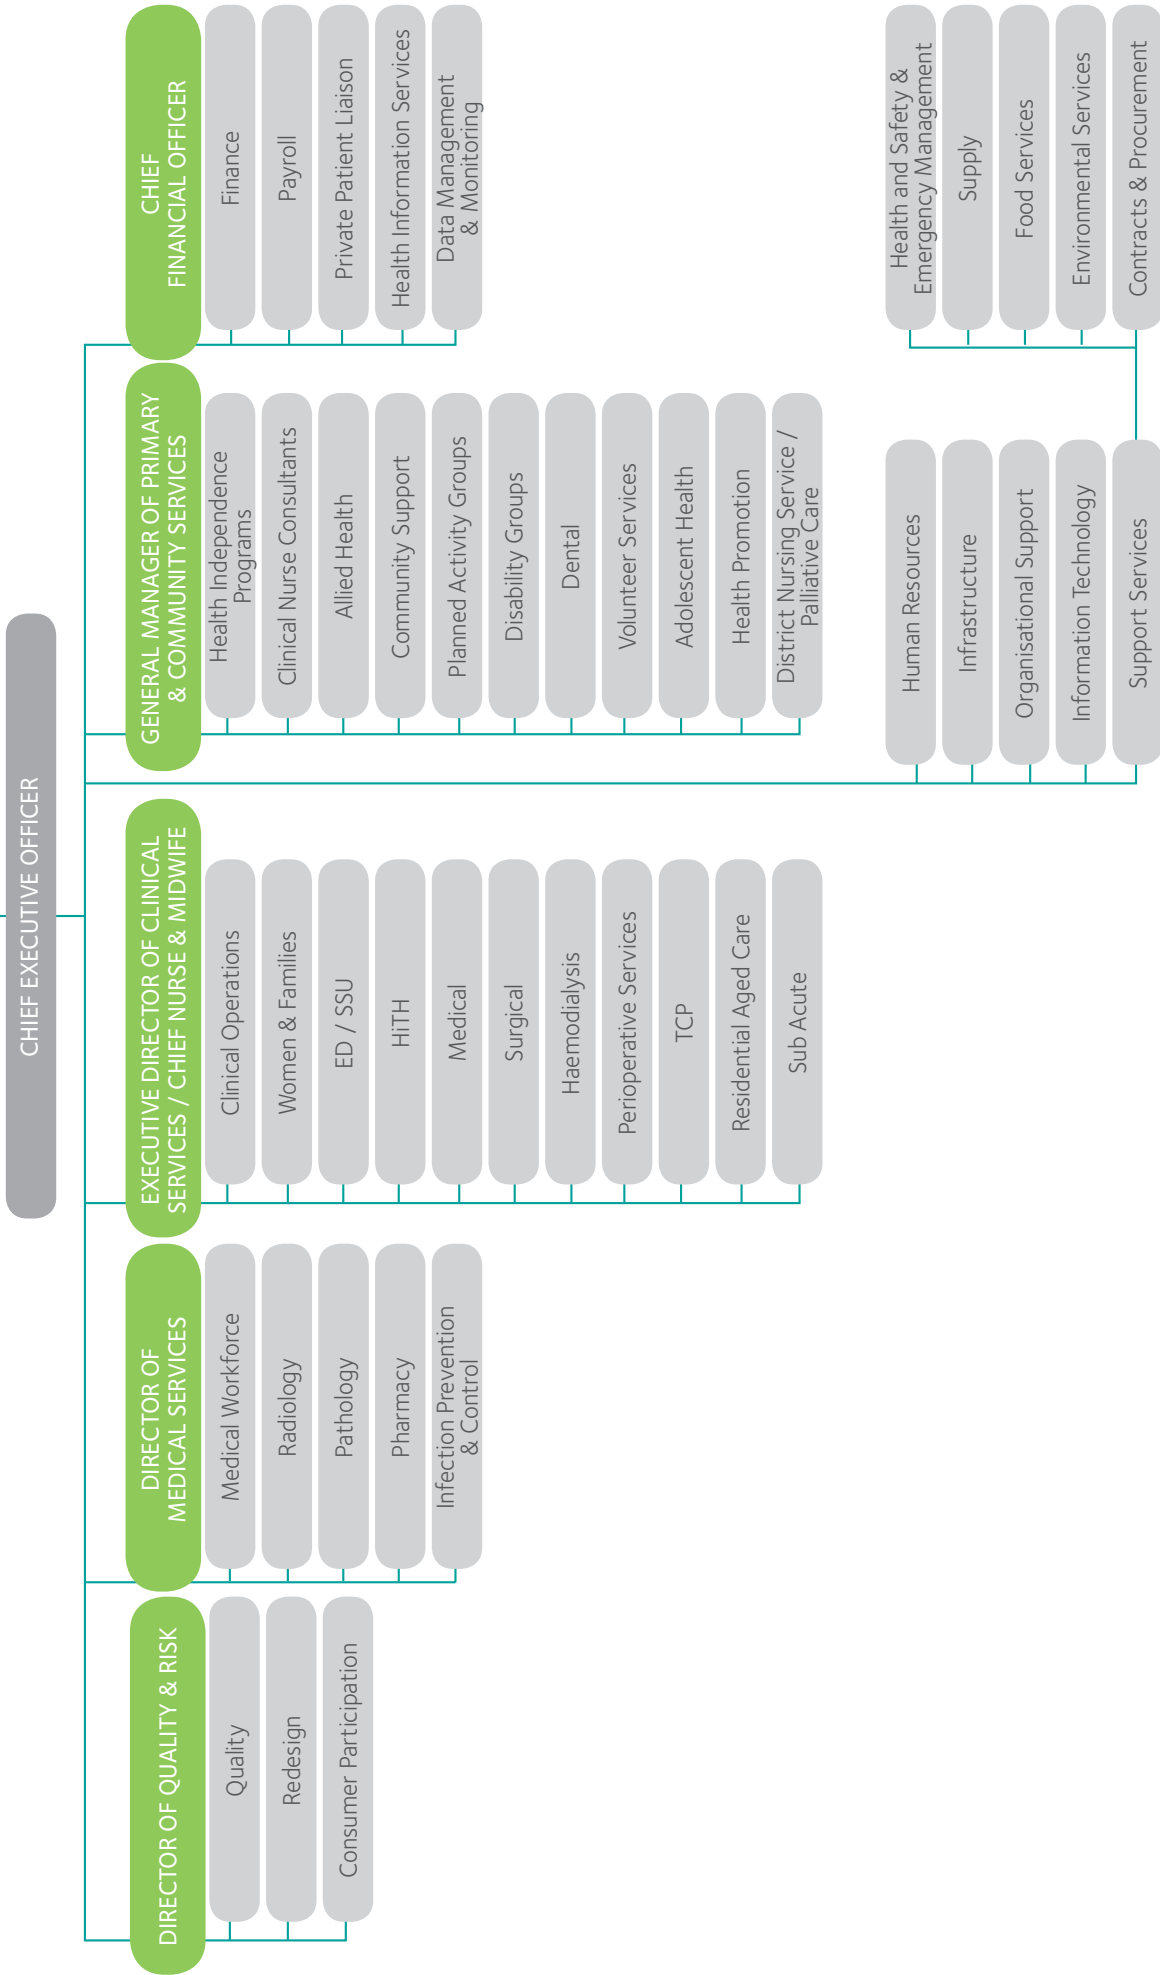 CHIEF EXECUTIVE OFFICER
DIRECTOR OF QUALITY & RISK
Quality
Redesign
Consumer Participation
DIRECTOR OF
MEDICAL SERVICES
Medical Workforce
Radiology
Pathology
Pharmacy
Infection Prevention
& Control
EXECUTIVE DIRECTOR OF CLINICAL
SERVICES / CHIEF NURSE & MIDWIFE
Clinical Operations
Women & Families
ED / SSU
HiTH
Medical
Surgical
Haemodialysis
Perioperative Services
TCP
Residential Aged Care
Sub Acute
GENERAL MANAGER OF PRIMARY
& COMMUNITY SERVICES
Health Independence
Programs
Clinical Nurse Consultants
Allied Health
Community Support
Planned Activity Groups
Disability Groups
Dental
Volunteer Services
Adolescent Health
Health Promotion
District Nursing Service /
Palliative Care
CHIEF
FINANCIAL OFFICER
Finance
Payroll
Private Patient Liaison
Health Information Services
Data Management
& Monitoring
Human Resources
Infrastructure
Organisational Support
Information Technology
Support Services
Health and Safety &
Emergency Management
Supply
Food Services
Environmental Services
Contracts & Procurement